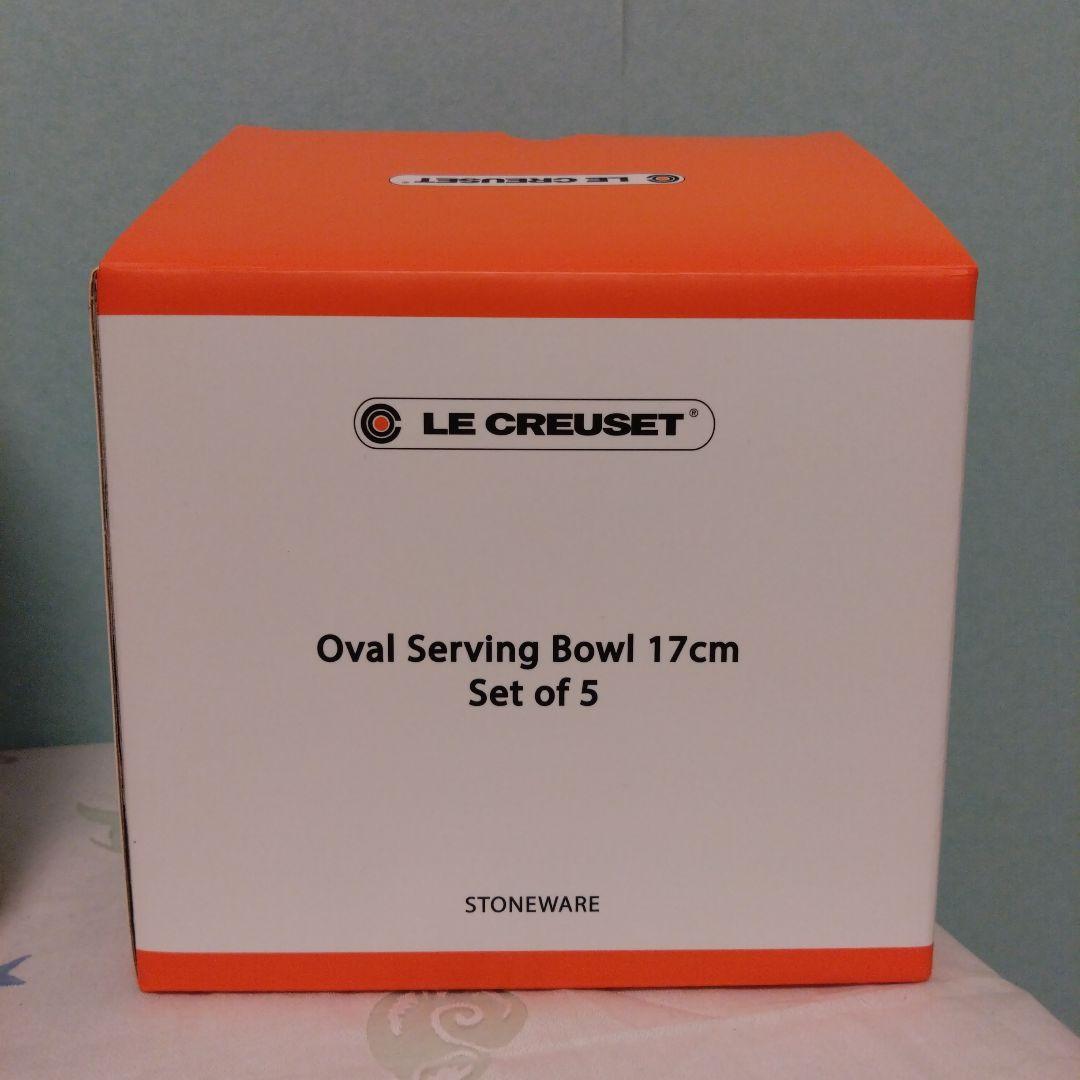 LE CREUSET®
LE CREUSET®
Oval Serving Bowl 17cm
Set of 5
STONEWARE